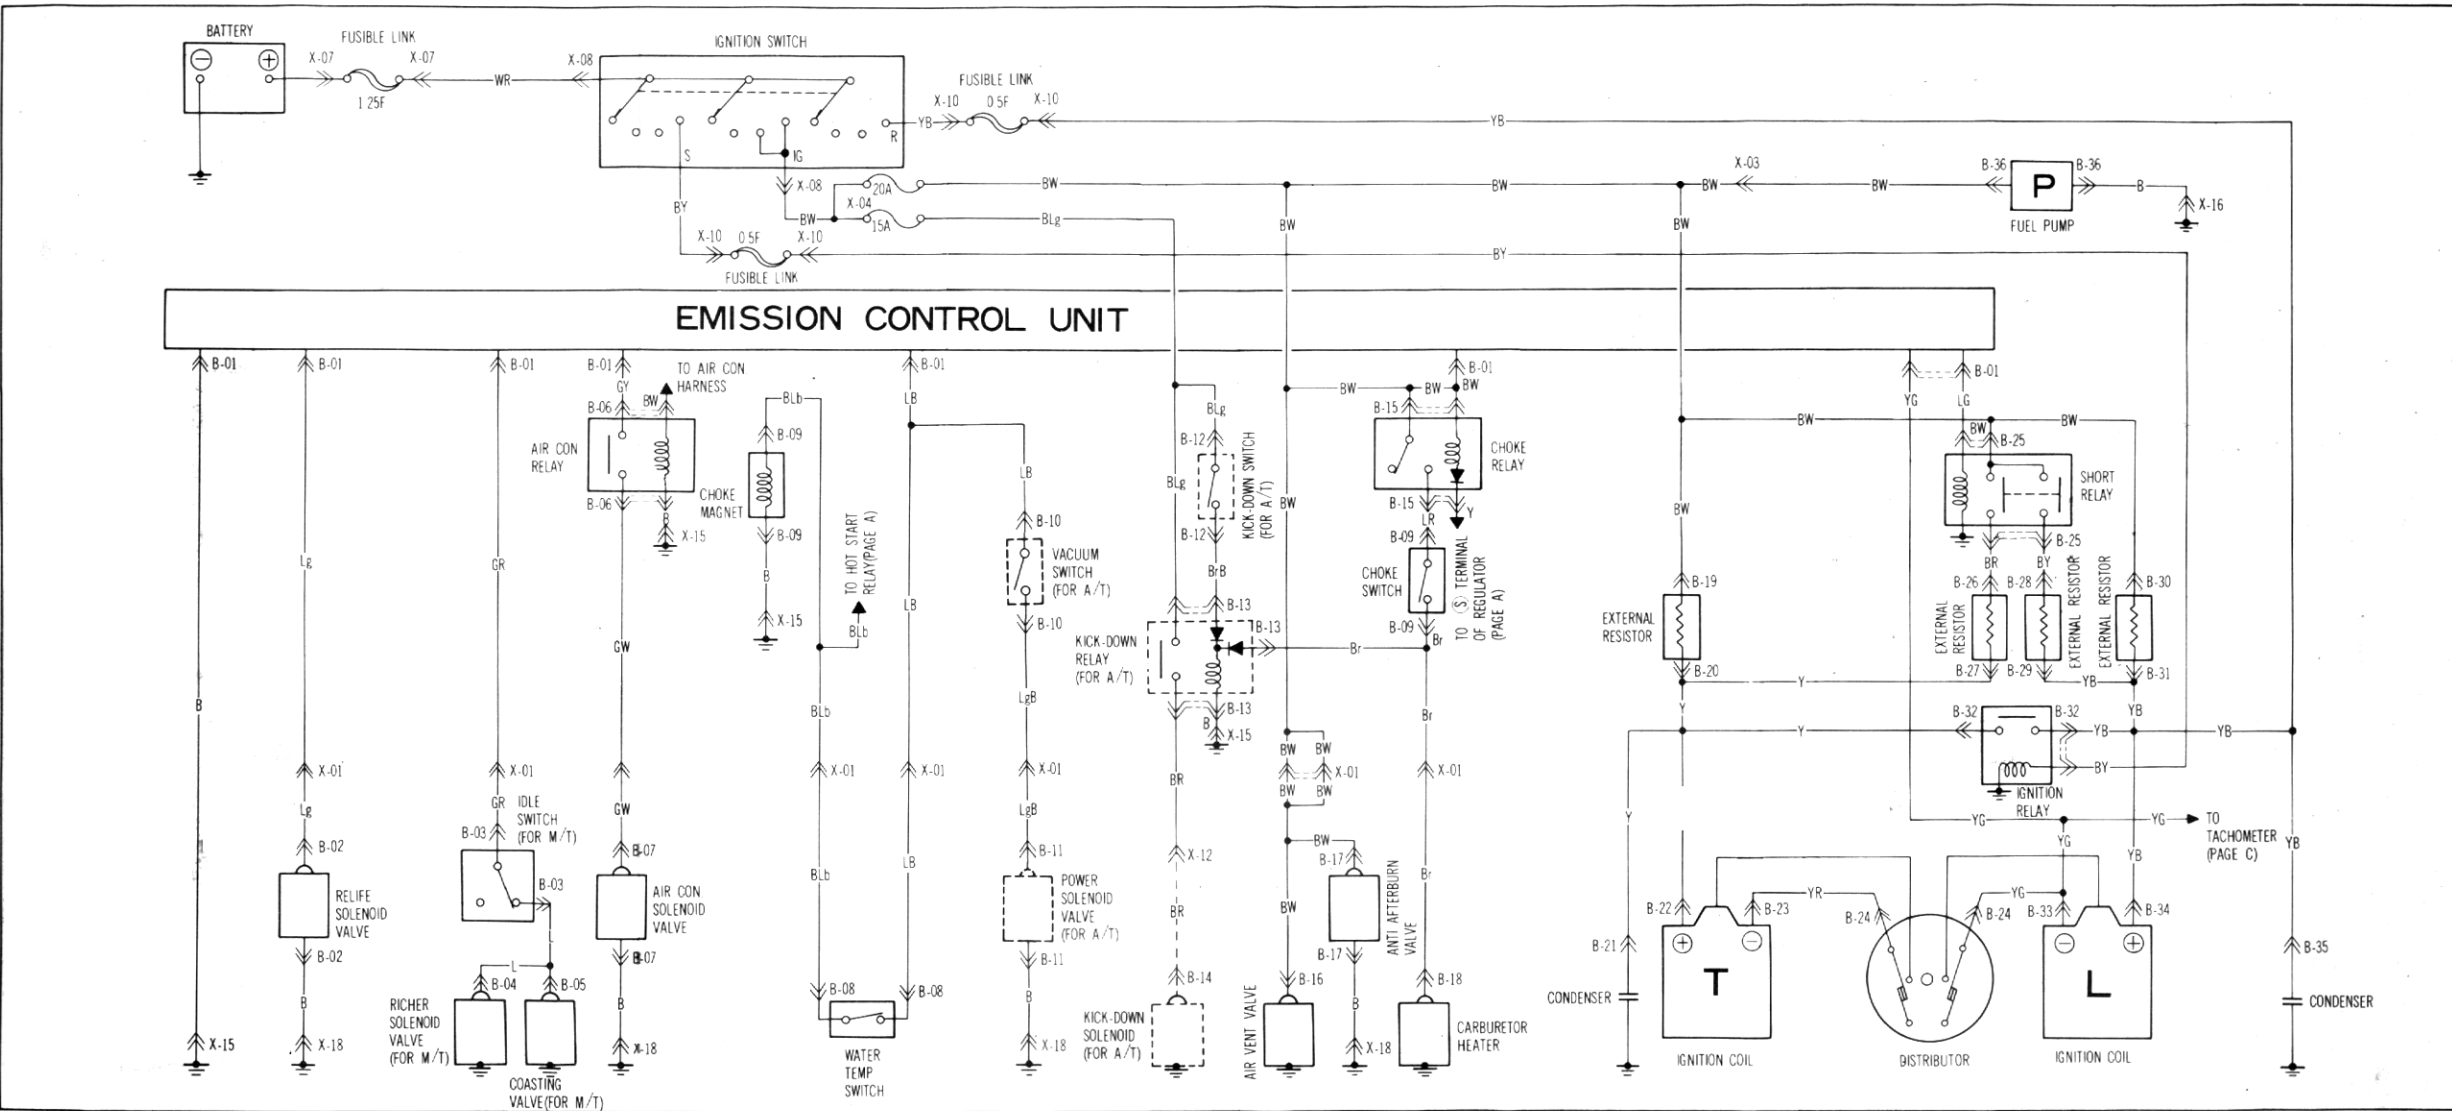 BATTERY
FUSIBLE LINK
IGNITION SWITCH
X-07
X-07
1 25F
WR
X-08
FUSIBLE LINK
X-10
0 5F
X-10
YB
YB
R
S
IG
X-08
20A
BW
BW
BW
X-03
BW
B-36
P
B-36
B
X-16
FUEL PUMP
BY
BW
X-04
15A
BLg
BW
BW
X-10
0 5F
X-10
BY
FUSIBLE LINK
EMISSION CONTROL UNIT
B-01
B-01
B-01
B-01
TO AIR CON
HARNESS
B-01
B-01
B-01
GY
BW
B-06
BLb
LB
BLg
BW
BW
BW
B-15
YG
LG
BW
BW
BW
B-25
AIR CON
RELAY
B-09
B-12
KICK-DOWN SWITCH
(FOR A/T)
CHOKE
RELAY
SHORT
RELAY
LB
BLg
BW
BW
B-06
CHOKE
MAGNET
B
X-15
B-09
TO HOT START
RELAY(PAGE A)
B-10
B-12
B-15
Y
LR
B-09
B-25
BR
BY
VACUUM
SWITCH
(FOR A/T)
BrB
CHOKE
SWITCH
TO Ⓢ TERMINAL
OF REGULATOR
(PAGE A)
Lg
GR
B
LB
B-19
B-26
B-28
B-30
B-10
B-13
EXTERNAL
RESISTOR
EXTERNAL
RESISTOR
EXTERNAL RESISTOR
EXTERNAL RESISTOR
X-15
BLb
B-13
B-09
Br
GW
KICK-DOWN
RELAY
(FOR A/T)
Br
B-20
B-27
B-29
B-31
Y
YB
B
LgB
BLb
B-13
B
X-15
Br
Y
B-32
B-32
YB
Y
YB
YB
BY
IGNITION
RELAY
X-01
X-01
X-01
X-01
X-01
BW
BW
X-01
BW
BW
X-01
BR
Lg
GR
IDLE
SWITCH
(FOR M/T)
GW
LgB
Y
YG
YG
TO
TACHOMETER
(PAGE C)
YG
YB
YB
B-02
B-03
B-07
B-11
X-12
BW
B-17
LB
BLb
RELIFE
SOLENOID
VALVE
B-03
AIR CON
SOLENOID
VALVE
POWER
SOLENOID
VALVE
(FOR A/T)
BR
BW
ANTI AFTERBURN
VALVE
Br
YR
YG
B-22
B-23
B-24
B-24
B-33
B-34
B-02
L
B-07
B-11
B-17
B-21
B-35
L
B-04
B-05
B-08
B-08
B-14
B-16
B-18
T
L
B
RICHER
SOLENOID
VALVE
(FOR M/T)
B
B
KICK-DOWN
SOLENOID
(FOR A/T)
AIR VENT VALVE
B
CARBURETOR
HEATER
CONDENSER
CONDENSER
X-15
X-18
X-18
X-18
X-18
WATER
TEMP
SWITCH
IGNITION COIL
DISTRIBUTOR
IGNITION COIL
COASTING
VALVE(FOR M/T)